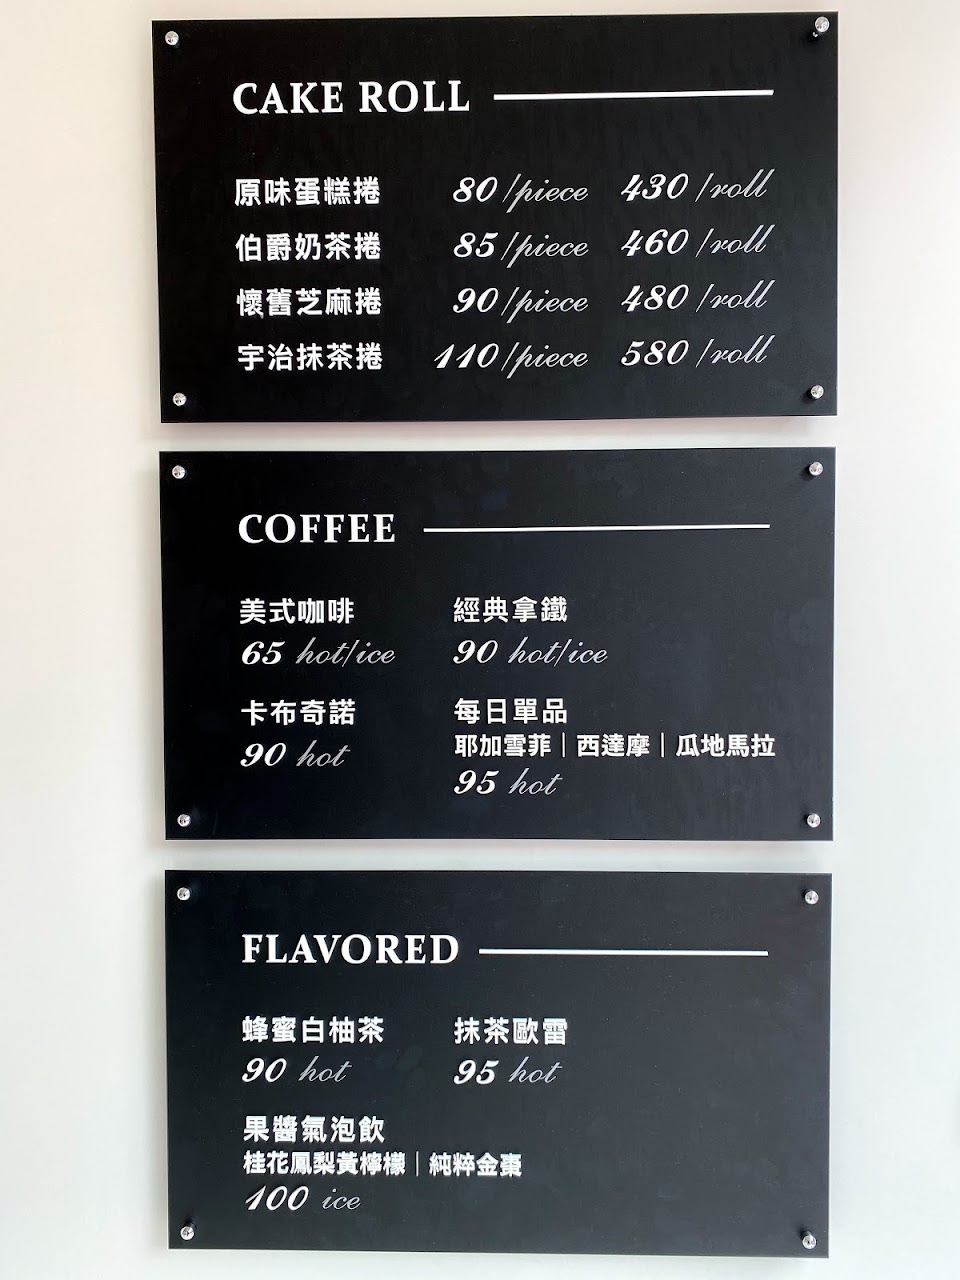 CAKE ROLL
原味蛋糕捲 80 /piece 430 /roll
伯爵奶茶捲 85 /piece 460 /roll
懷舊芝麻捲 90 /piece 480 /roll
宇治抹茶捲 110 /piece 580 /roll
COFFEE
美式咖啡 經典拿鐵
65 hot/ice 90 hot/ice
卡布奇諾 每日單品
耶加雪菲｜西達摩｜瓜地馬拉
90 hot 95 hot
FLAVORED
蜂蜜白柚茶 抹茶歐雷
90 hot 95 hot
果醬氣泡飲
桂花鳳梨黃檸檬｜純粹金棗
100 ice